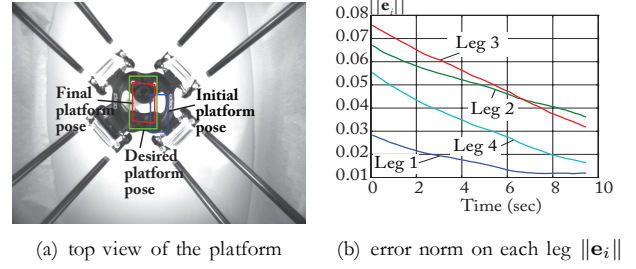 Final
platform
pose
Initial
platform
pose
Desired
platform
pose
(a) top view of the platform
||e_i||
0.08
0.07
0.06
0.05
0.04
0.03
0.02
0.01
Leg 3
Leg 2
Leg 4
Leg 1
0 2 4 6 8 10
Time (sec)
(b) error norm on each leg ||e_i||